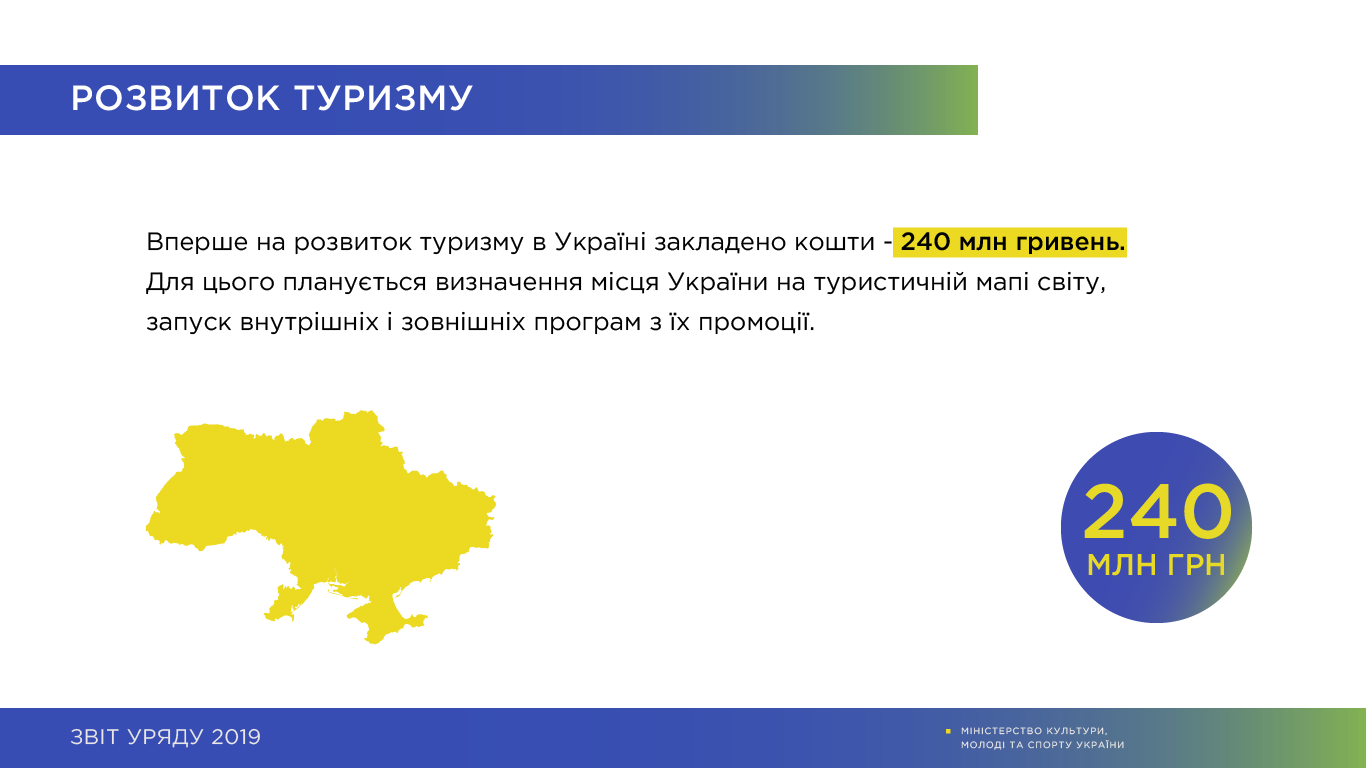 РОЗВИТОК ТУРИЗМУ
Вперше на розвиток туризму в Україні закладено кошти - 240 млн гривень.
Для цього планується визначення місця України на туристичній мапі світу,
запуск внутрішніх і зовнішніх програм з їх промоції.
240
МЛН ГРН
ЗВІТ УРЯДУ 2019
МІНІСТЕРСТВО КУЛЬТУРИ,
МОЛОДІ ТА СПОРТУ УКРАЇНИ